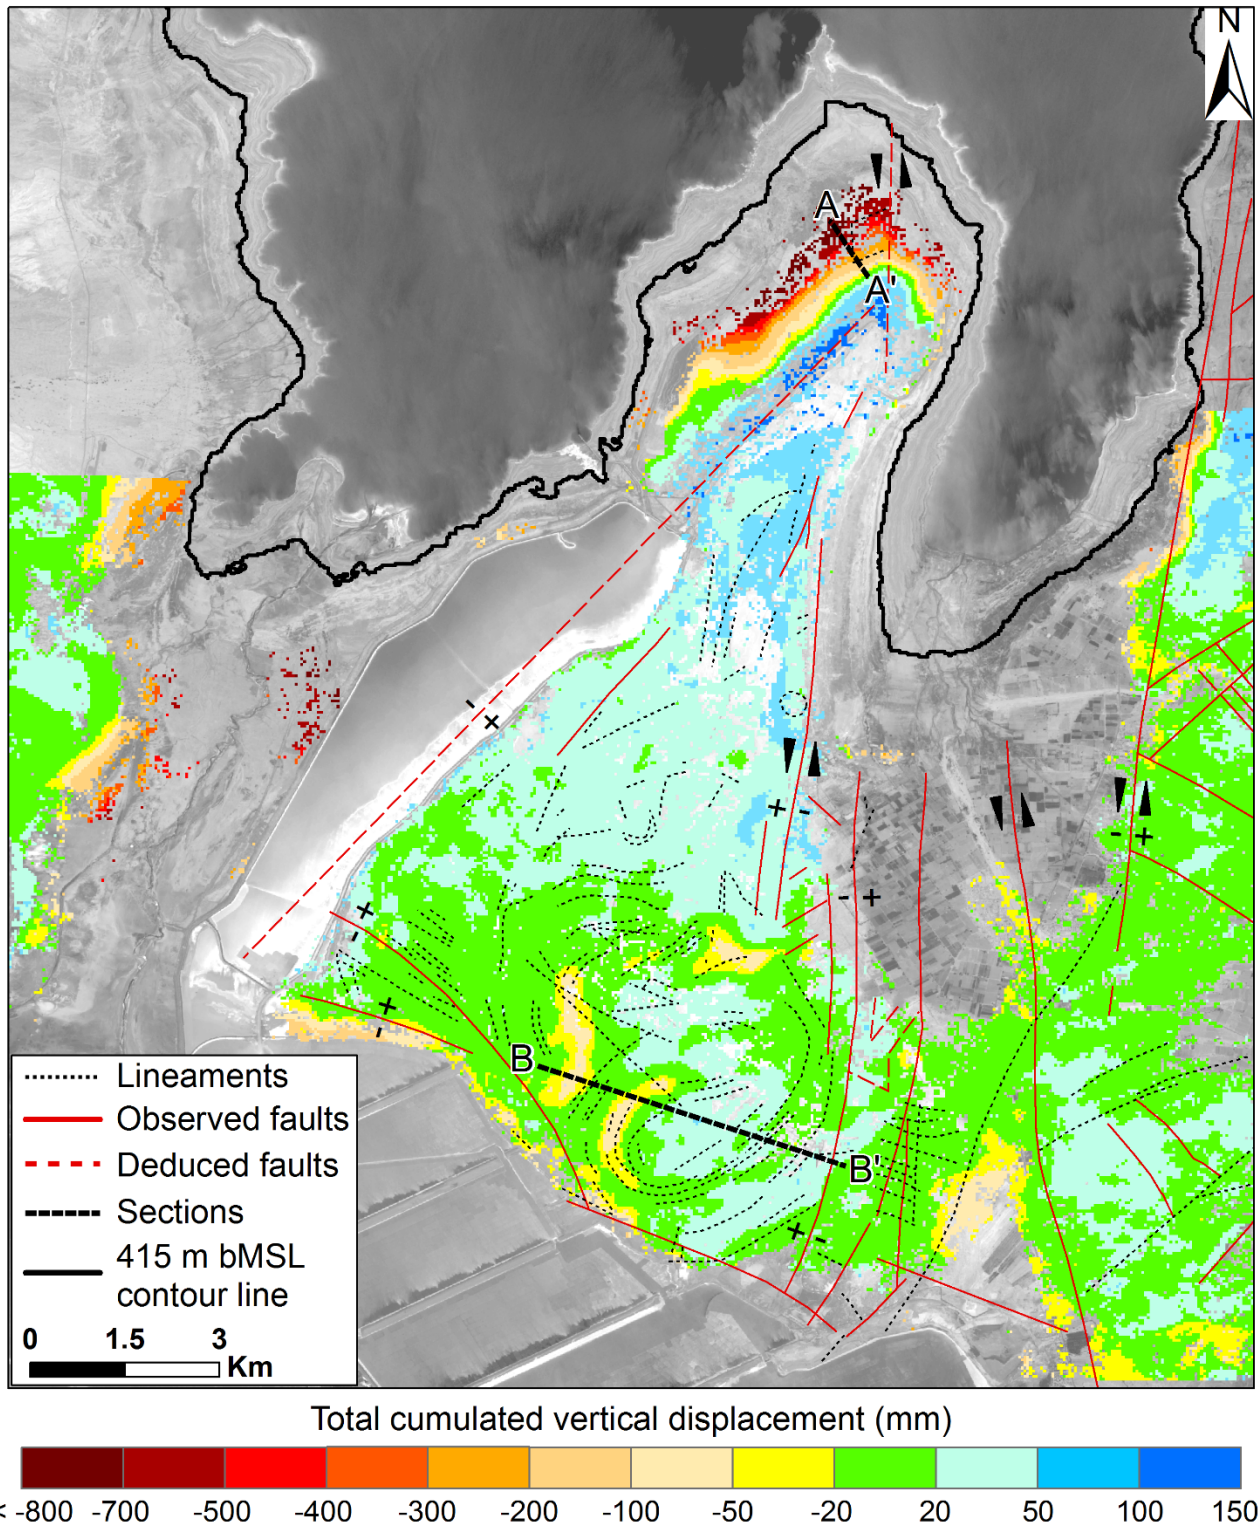 N
A
A'
- +
+ -
- +
- +
+
-
+
-
B
B'
+ -
Lineaments
Observed faults
Deduced faults
Sections
415 m bMSL
contour line
0 1.5 3
Km
Total cumulated vertical displacement (mm)
< -800 -700 -500 -400 -300 -200 -100 -50 -20 20 50 100 150